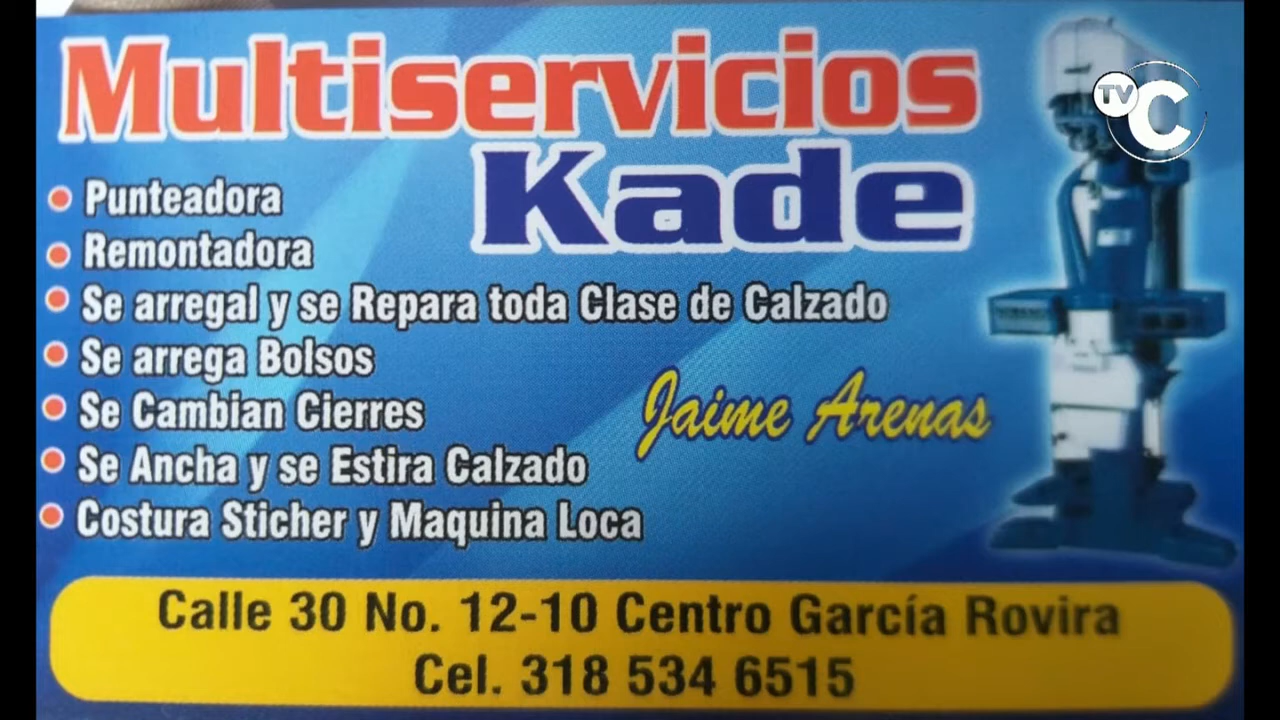 Multiservicios
Kade
TVC
• Punteadora
• Remontadora
• Se arregal y se Repara toda Clase de Calzado
• Se arrega Bolsos
• Se Cambian Cierres
• Se Ancha y se Estira Calzado
• Costura Sticher y Maquina Loca
Jaime Arenas
Calle 30 No. 12-10 Centro García Rovira
Cel. 318 534 6515